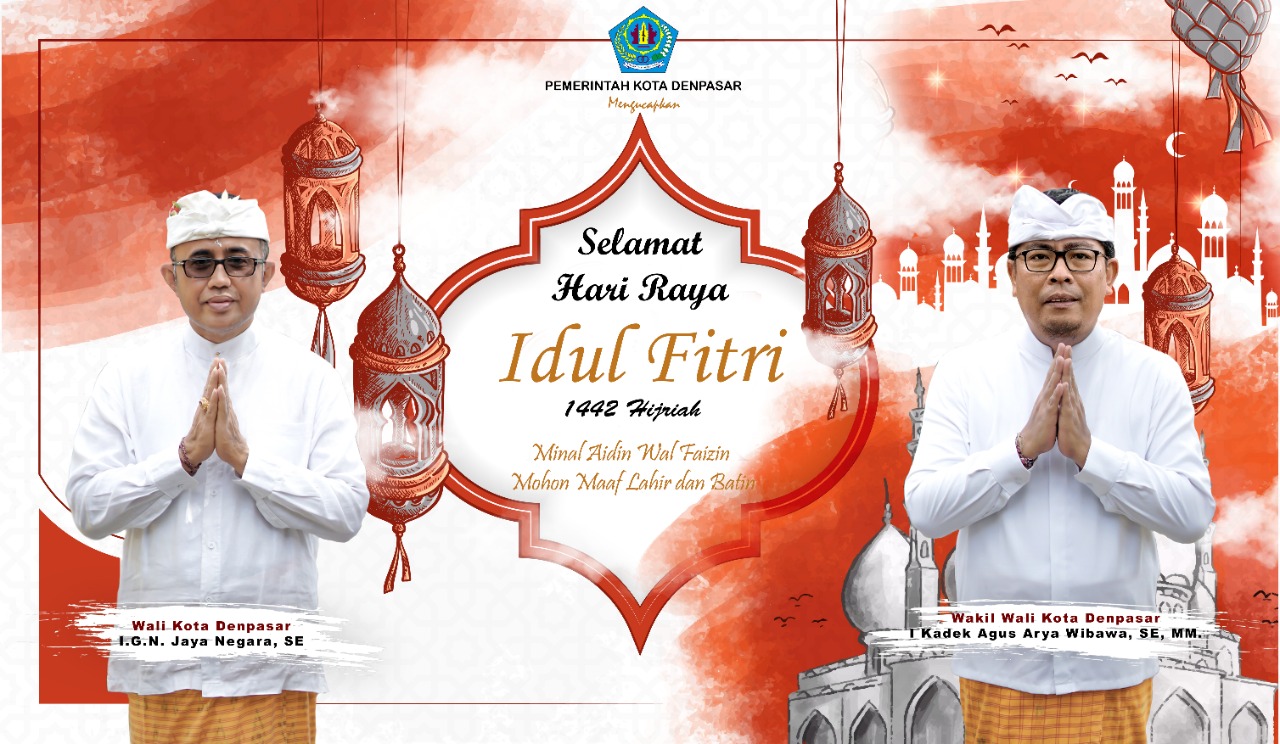 PEMERINTAH KOTA DENPASAR
Mengucapkan
Selamat
Hari Raya
Idul Fitri
1442 Hijriah
Minal Aidin Wal Faizin
Mohon Maaf Lahir dan Batin
Wali Kota Denpasar
I.G.N. Jaya Negara, SE
Wakil Wali Kota Denpasar
I Kadek Agus Arya Wibawa, SE, MM.